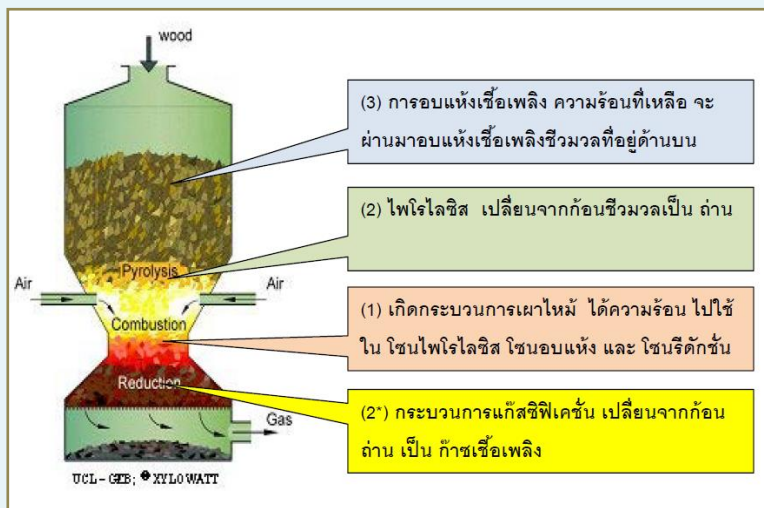 wood
(3) การอบแห้งเชื้อเพลิง ความร้อนที่เหลือ จะ
ผ่านมาอบแห้งเชื้อเพลิงชีวมวลที่อยู่ด้านบน
(2) ไพโรไลซิส เปลี่ยนจากก้อนชีวมวลเป็น ถ่าน
Pyrolysis
Air
Air
Combustion
(1) เกิดกระบวนการเผาไหม้ ได้ความร้อน ไปใช้
ใน โซนไพโรไลซิส โซนอบแห้ง และ โซนรีดักชั่น
Reduction
(2*) กระบวนการแก๊สซิฟิเคชั่น เปลี่ยนจากก้อน
ถ่าน เป็น ก๊าซเชื้อเพลิง
Gas
UCL-GEB; XYLOWATT